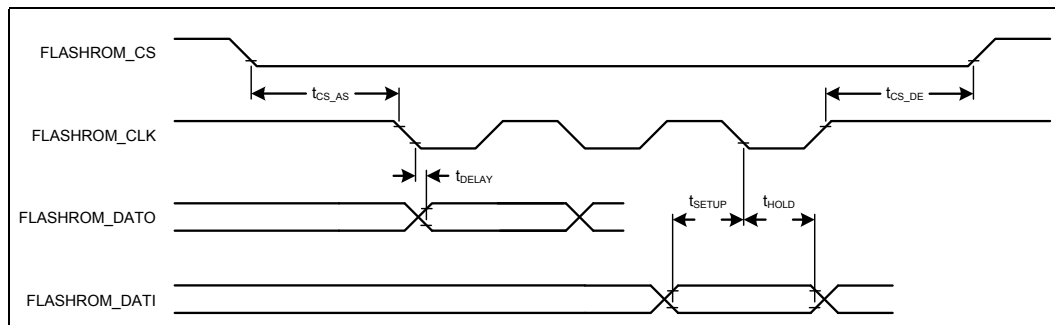 FLASHROM_CS
tCS_AS
tCS_DE
FLASHROM_CLK
tDELAY
FLASHROM_DATO
tSETUP
tHOLD
FLASHROM_DATI